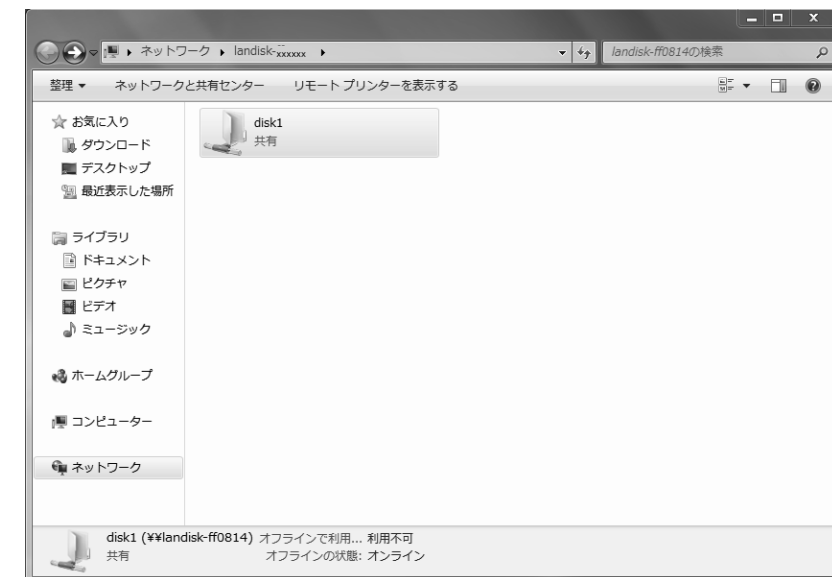 ネットワーク ▸ landisk-xxxxxx ▸
landisk-ff0814の検索
整理 ▼ ネットワークと共有センター リモート プリンターを表示する
お気に入り
ダウンロード
デスクトップ
最近表示した場所
ライブラリ
ドキュメント
ピクチャ
ビデオ
ミュージック
ホームグループ
コンピューター
ネットワーク
disk1
共有
disk1 (¥¥landisk-ff0814) オフラインで利用... 利用不可
共有 オフラインの状態: オンライン